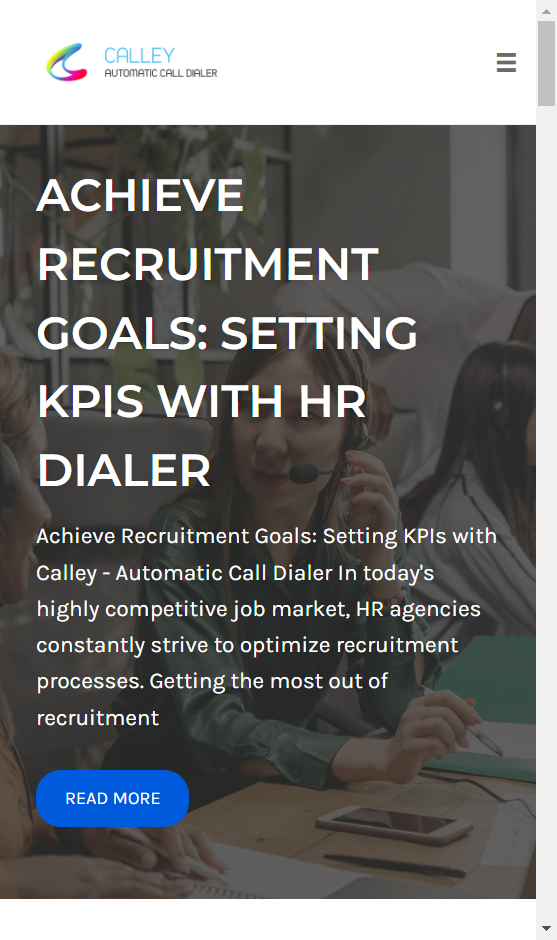 CALLEY
AUTOMATIC CALL DIALER
ACHIEVE
RECRUITMENT
GOALS: SETTING
KPIS WITH HR
DIALER
Achieve Recruitment Goals: Setting KPIs with
Calley - Automatic Call Dialer In today's
highly competitive job market, HR agencies
constantly strive to optimize recruitment
processes. Getting the most out of
recruitment
READ MORE